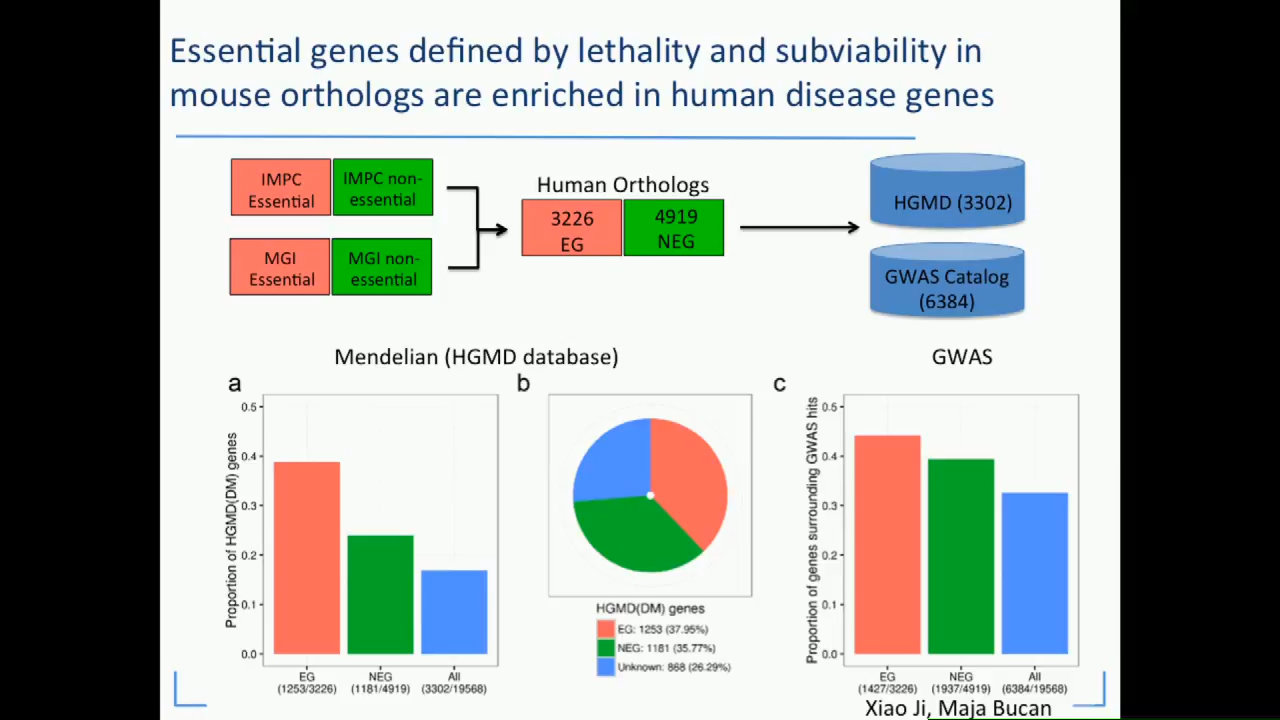 Essential genes defined by lethality and subviability in
mouse orthologs are enriched in human disease genes
IMPC
Essential
IMPC non-
essential
MGI
Essential
MGI non-
essential
Human Orthologs
3226
EG
4919
NEG
HGMD (3302)
GWAS Catalog
(6384)
Mendelian (HGMD database)
GWAS
a
Proportion of HGMD(DM) genes
0.5
0.4
0.3
0.2
0.1
0.0
EG
(1253/3226)
NEG
(1181/4919)
All
(3302/19568)
b
HGMD(DM) genes
EG: 1253 (37.95%)
NEG: 1181 (35.77%)
Unknown: 868 (26.29%)
c
Proportion of genes surrounding GWAS hits
0.5
0.4
0.3
0.2
0.1
0.0
EG
(1427/3226)
NEG
(1937/4919)
All
(6384/19568)
Xiao Ji, Maja Bucan